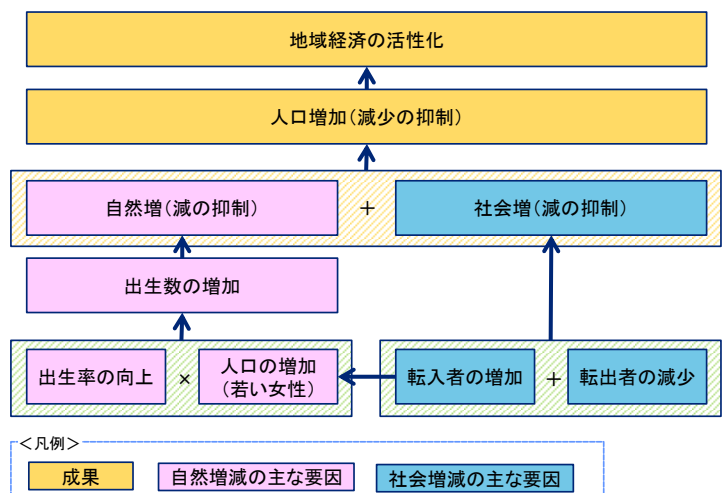 地域経済の活性化
人口増加(減少の抑制)
自然増(減の抑制)
+
社会増(減の抑制)
出生数の増加
出生率の向上
×
人口の増加
(若い女性)
転入者の増加
+
転出者の減少
<凡例>
成果
自然増減の主な要因
社会増減の主な要因